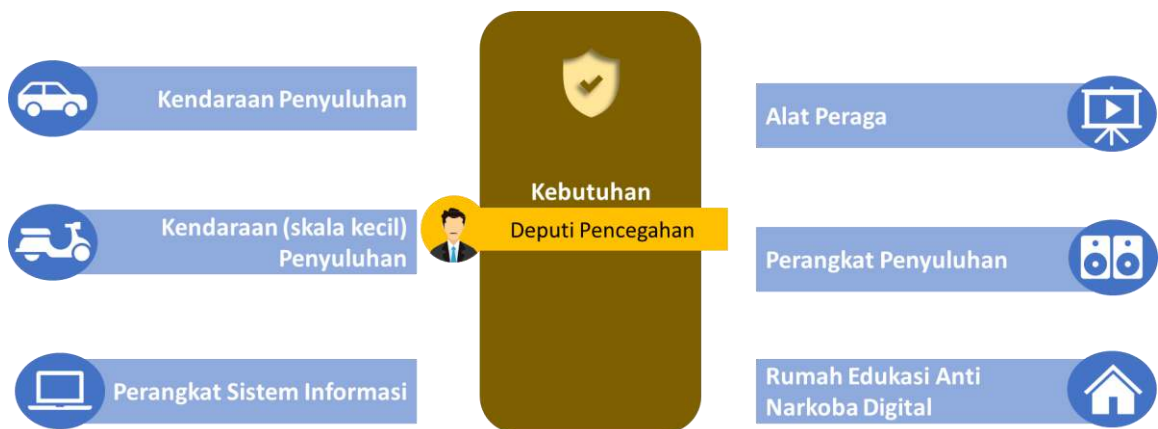 Kendaraan Penyuluhan
Kendaraan (skala kecil)
Penyuluhan
Perangkat Sistem Informasi
Kebutuhan
Deputi Pencegahan
Alat Peraga
Perangkat Penyuluhan
Rumah Edukasi Anti
Narkoba Digital